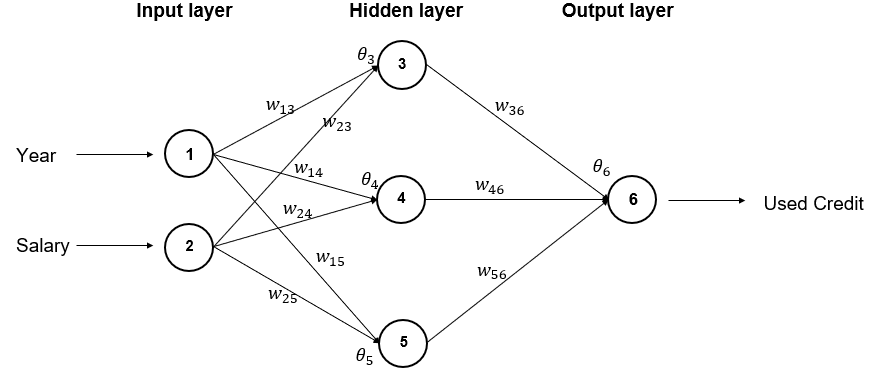 Input layer
Hidden layer
Output layer
θ₃
3
w₁₃
w₂₃
w₃₆
Year
1
w₁₄
θ₄
4
w₄₆
θ₆
6
Used Credit
w₂₄
Salary
2
w₁₅
w₂₅
w₅₆
θ₅
5